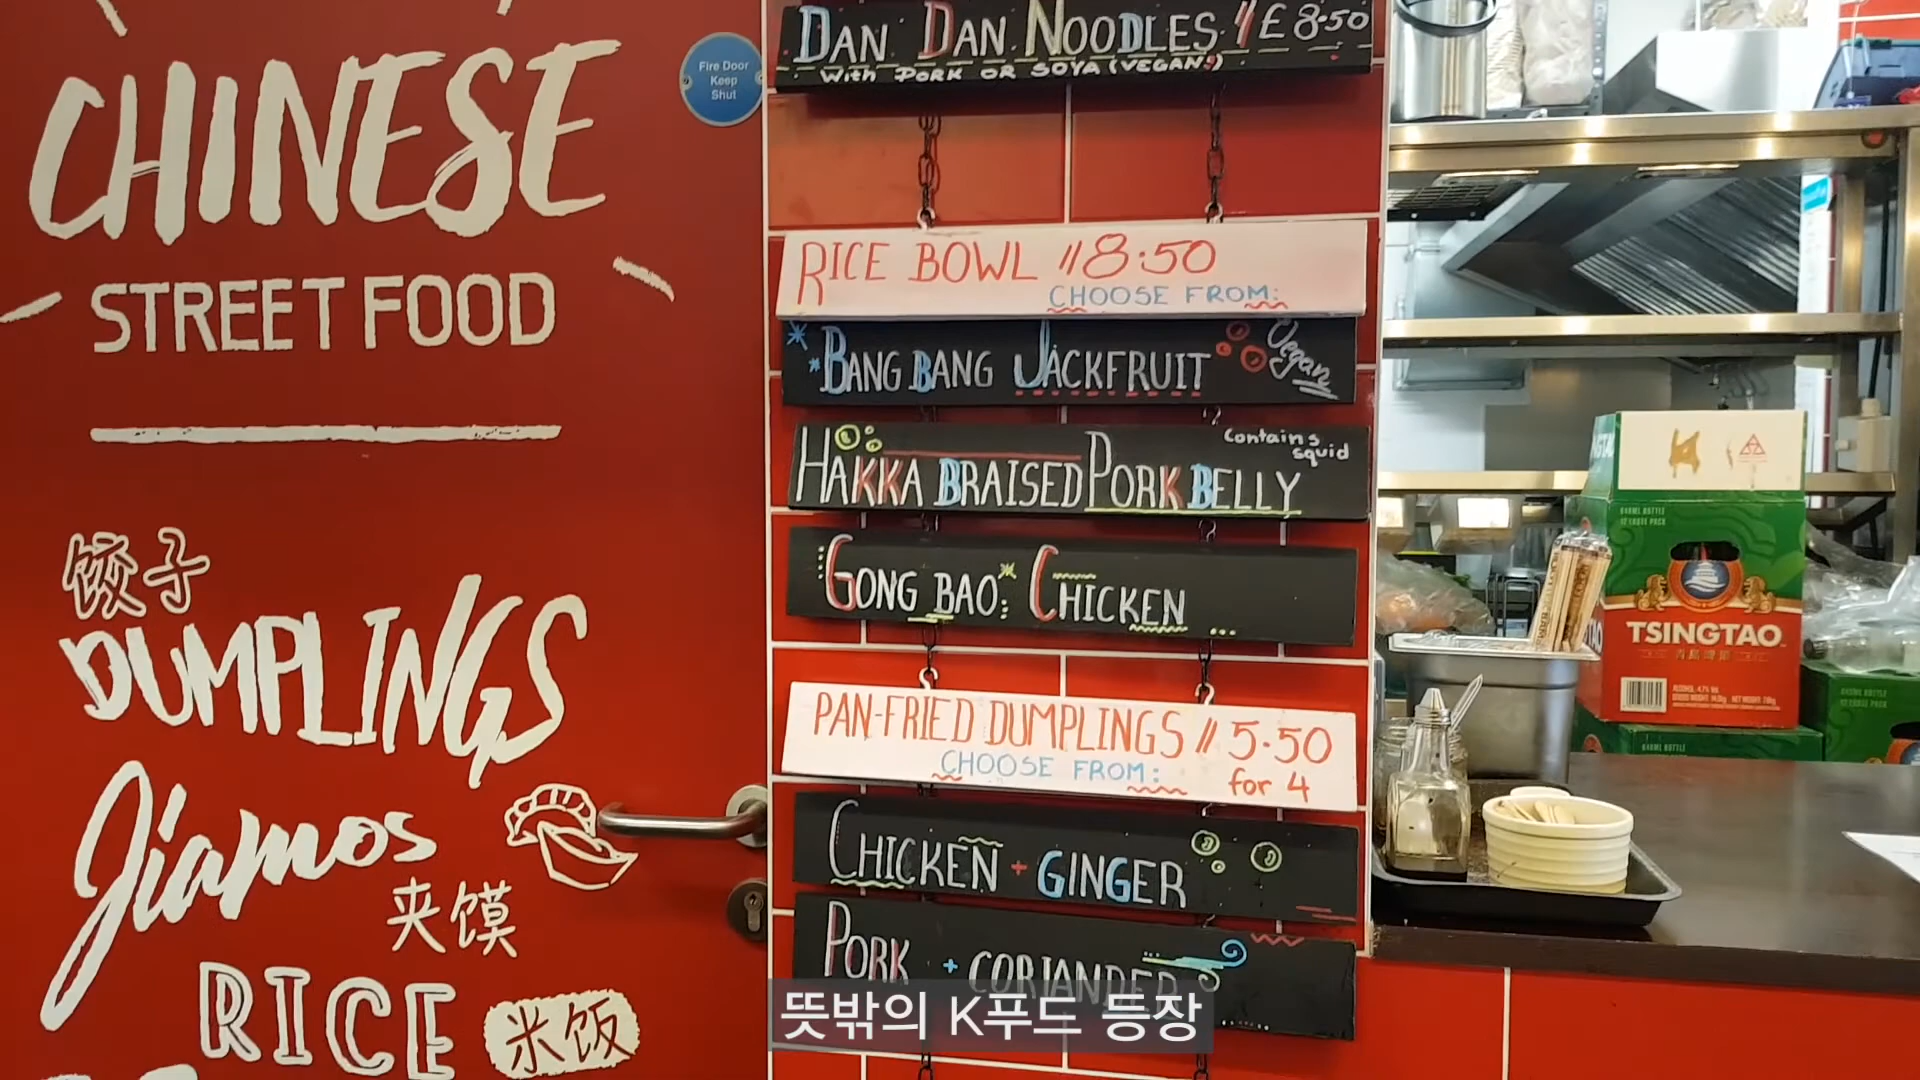 CHINESE
STREET FOOD
饺子
DUMPLINGS
Jiamos
夹馍
RICE
米饭
Fire Door
Keep
Shut
DAN DAN NOODLES // £8.50
With PORK OR SOYA (VEGAN!)
RICE BOWL // 8.50
CHOOSE FROM:
BANG BANG JACKFRUIT
Vegan
HAKKA BRAISED PORK BELLY
Contains
squid
GONG BAO CHICKEN
PAN-FRIED DUMPLINGS // 5.50
for 4
CHOOSE FROM:
CHICKEN + GINGER
PORK + CORIANDER
TSINGTAO
640ML BOTTLE
뜻밖의 K푸드 등장